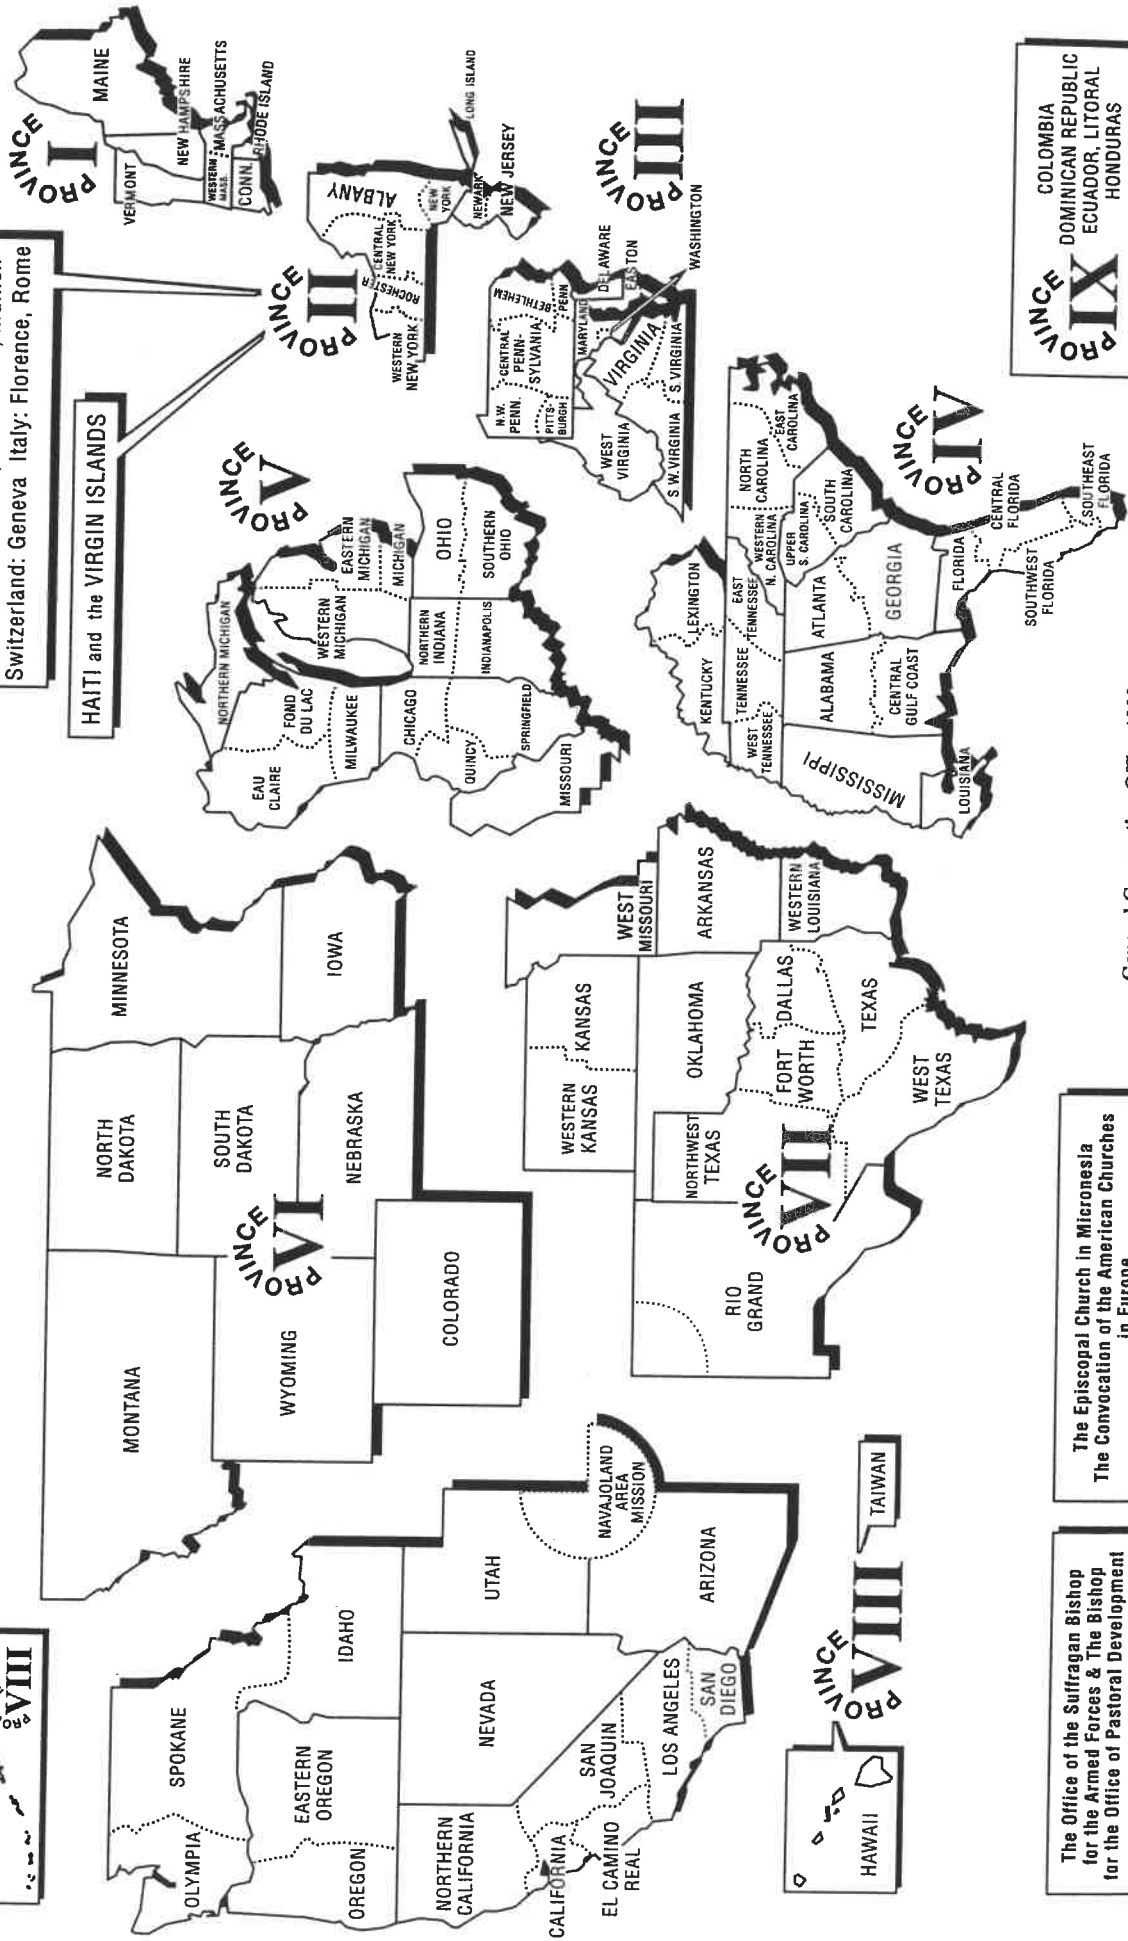 PROVINCE
VIII
OLYMPIA
SPOKANE
OREGON
EASTERN
OREGON
IDAHO
NORTHERN
CALIFORNIA
NEVADA
UTAH
CALIFORNIA
EL CAMINO
REAL
SAN
JOAQUIN
LOS ANGELES
SAN
DIEGO
ARIZONA
NAVAJOLAND
AREA
MISSION
PROVINCE
VIII
HAWAII
TAIWAN
MONTANA
NORTH
DAKOTA
MINNESOTA
WYOMING
SOUTH
DAKOTA
IOWA
NEBRASKA
COLORADO
PROVINCE
VI
WESTERN
KANSAS
KANSAS
WEST
MISSOURI
NORTHWEST
TEXAS
OKLAHOMA
ARKANSAS
RIO
GRAND
FORT
WORTH
DALLAS
WESTERN
LOUISIANA
TEXAS
WEST
TEXAS
PROVINCE
VII
Switzerland: Geneva Italy: Florence, Rome
HAITI and the VIRGIN ISLANDS
PROVINCE
V
NORTHERN MICHIGAN
EAU
CLAIRE
FOND
DU LAC
MILWAUKEE
WESTERN
MICHIGAN
EASTERN
MICHIGAN
MICHIGAN
CHICAGO
QUINCY
SPRINGFIELD
MISSOURI
NORTHERN
INDIANA
INDIANAPOLIS
OHIO
SOUTHERN
OHIO
PROVINCE
I
MAINE
VERMONT
NEW HAMPSHIRE
WESTERN
MASS.
MASSACHUSETTS
CONN.
RHODE ISLAND
PROVINCE
II
WESTERN
NEW YORK
ROCHESTER
CENTRAL
NEW YORK
ALBANY
NEW
YORK
LONG ISLAND
NEWARK
NEW JERSEY
PROVINCE
III
N.W.
PENN.
PITTS-
BURGH
CENTRAL
PENN-
SYLVANIA
BETHLEHEM
PENN
MARYLAND
DELAWARE
EASTON
WASHINGTON
WEST
VIRGINIA
VIRGINIA
S.W. VIRGINIA
S. VIRGINIA
PROVINCE
IV
KENTUCKY
LEXINGTON
WEST
TENNESSEE
TENNESSEE
EAST
TENNESSEE
WESTERN
N. CAROLINA
NORTH
CAROLINA
EAST
CAROLINA
UPPER
S. CAROLINA
SOUTH
CAROLINA
MISSISSIPPI
ALABAMA
ATLANTA
GEORGIA
CENTRAL
GULF COAST
LOUISIANA
FLORIDA
CENTRAL
FLORIDA
SOUTHWEST
FLORIDA
SOUTHEAST
FLORIDA
PROVINCE
IX
COLOMBIA
DOMINICAN REPUBLIC
ECUADOR, LITORAL
HONDURAS
The Office of the Suffragan Bishop
for the Armed Forces & The Bishop
for the Office of Pastoral Development
The Episcopal Church in Micronesia
The Convocation of the American Churches
in Europe